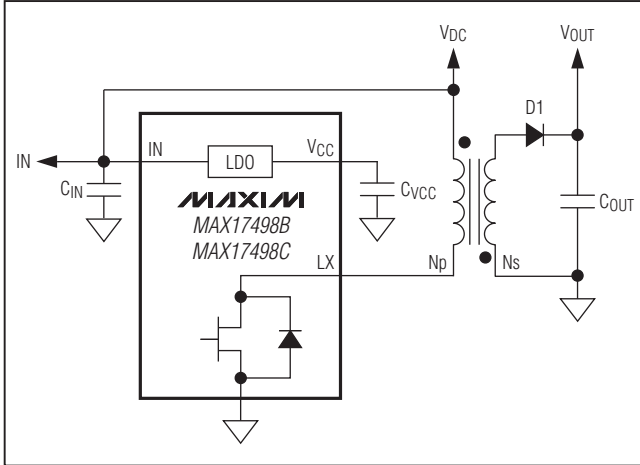 VDC
VOUT
D1
IN
IN
LDO
VCC
CIN
CVCC
COUT
MAXIM
MAX17498B
MAX17498C
LX
Np
Ns